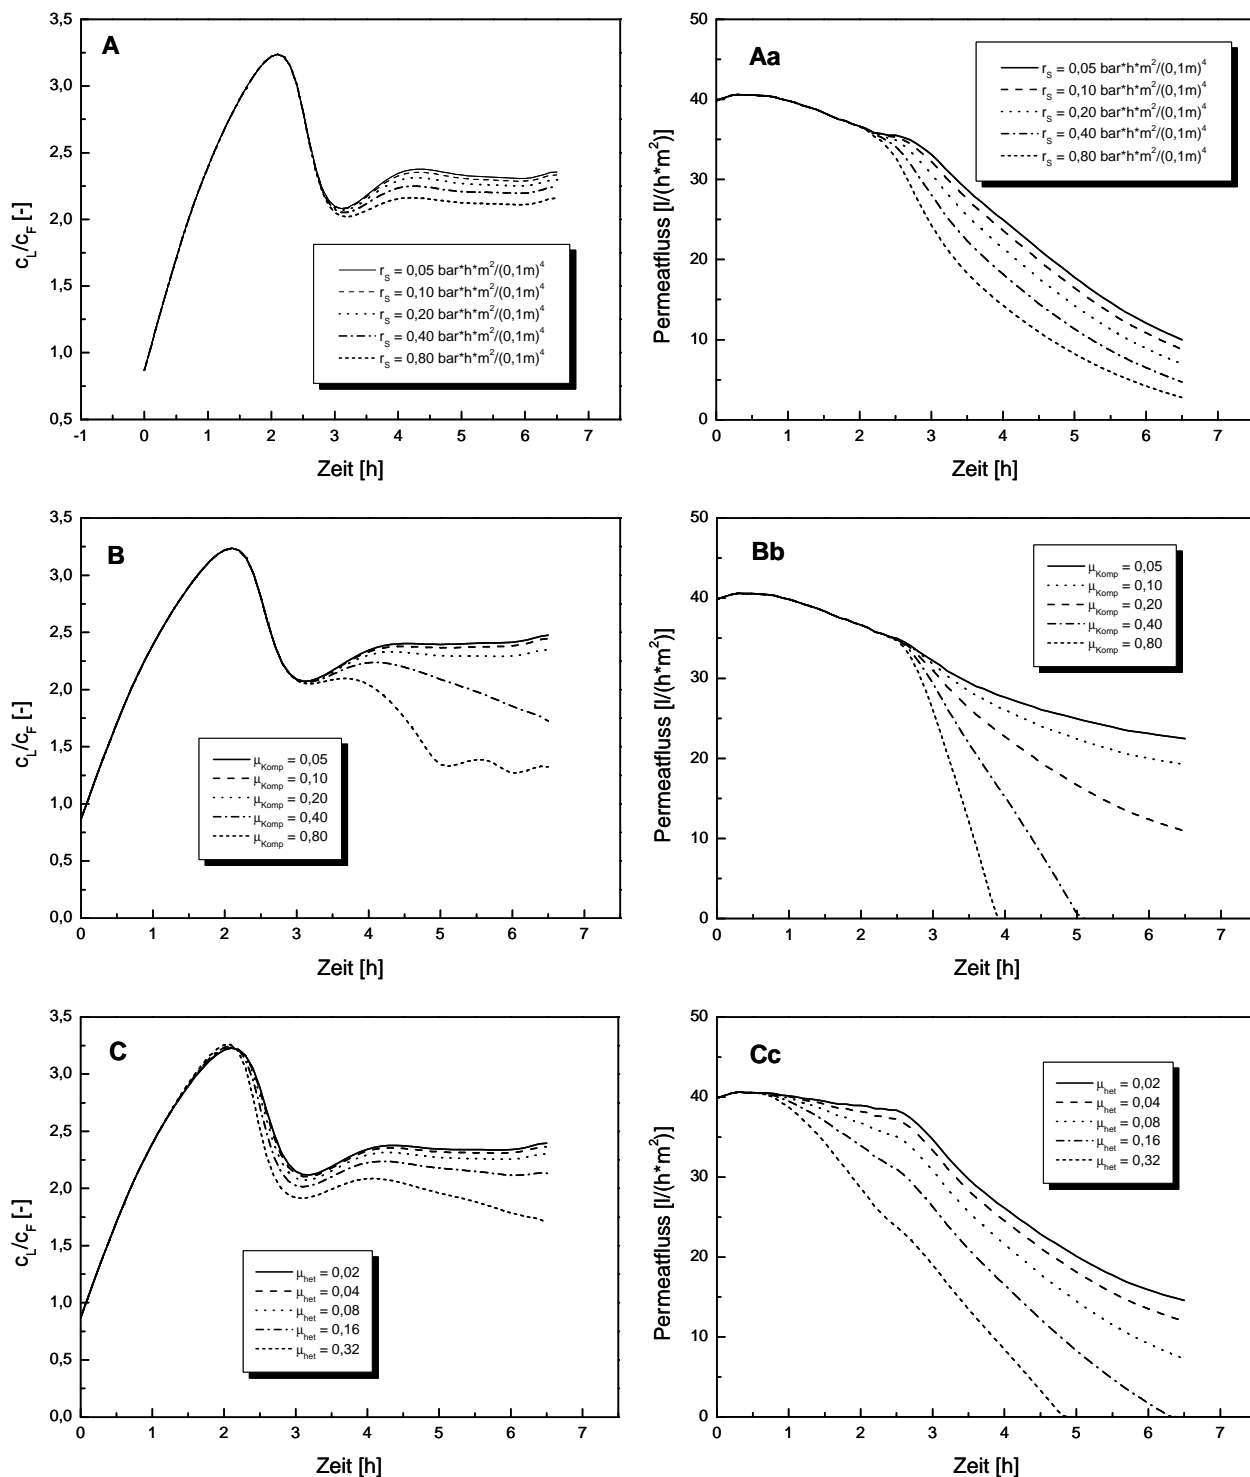 A
3,5
3,0
2,5
2,0
1,5
1,0
0,5
c_L/c_F [-]
r_S = 0,05 bar*h*m²/(0,1m)⁴
r_S = 0,10 bar*h*m²/(0,1m)⁴
r_S = 0,20 bar*h*m²/(0,1m)⁴
r_S = 0,40 bar*h*m²/(0,1m)⁴
r_S = 0,80 bar*h*m²/(0,1m)⁴
-1 0 1 2 3 4 5 6 7
Zeit [h]
Aa
50
40
30
20
10
0
Permeatfluss [l/(h*m²)]
r_S = 0,05 bar*h*m²/(0,1m)⁴
r_S = 0,10 bar*h*m²/(0,1m)⁴
r_S = 0,20 bar*h*m²/(0,1m)⁴
r_S = 0,40 bar*h*m²/(0,1m)⁴
r_S = 0,80 bar*h*m²/(0,1m)⁴
0 1 2 3 4 5 6 7
Zeit [h]
B
3,5
3,0
2,5
2,0
1,5
1,0
0,5
0,0
c_L/c_F [-]
μ_Komp = 0,05
μ_Komp = 0,10
μ_Komp = 0,20
μ_Komp = 0,40
μ_Komp = 0,80
0 1 2 3 4 5 6 7
Zeit [h]
Bb
50
40
30
20
10
0
Permeatfluss [l/(h*m²)]
μ_Komp = 0,05
μ_Komp = 0,10
μ_Komp = 0,20
μ_Komp = 0,40
μ_Komp = 0,80
0 1 2 3 4 5 6 7
Zeit [h]
C
3,5
3,0
2,5
2,0
1,5
1,0
0,5
0,0
c_L/c_F [-]
μ_het = 0,02
μ_het = 0,04
μ_het = 0,08
μ_het = 0,16
μ_het = 0,32
0 1 2 3 4 5 6 7
Zeit [h]
Cc
50
40
30
20
10
0
Permeatfluss [l/(h*m²)]
μ_het = 0,02
μ_het = 0,04
μ_het = 0,08
μ_het = 0,16
μ_het = 0,32
0 1 2 3 4 5 6 7
Zeit [h]